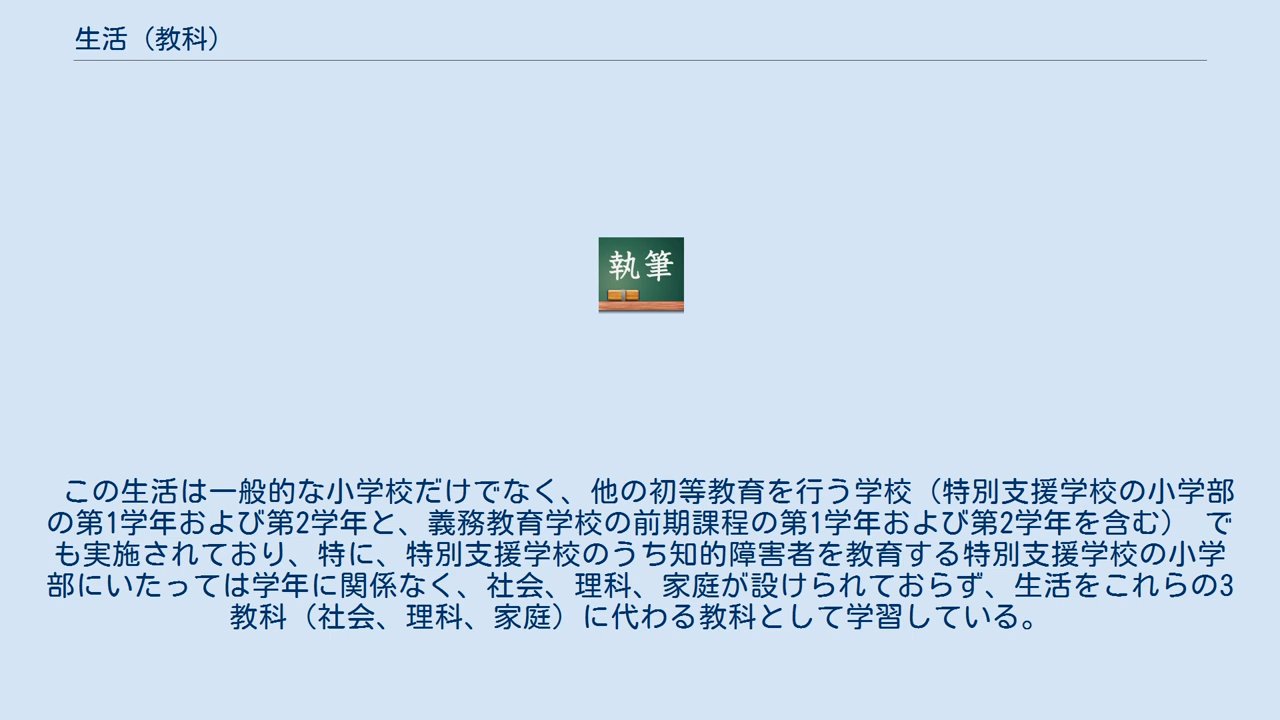 生活（教科）
執筆
この生活は一般的な小学校だけでなく、他の初等教育を行う学校（特別支援学校の小学部
の第1学年および第2学年と、義務教育学校の前期課程の第1学年および第2学年を含む） で
も実施されており、特に、特別支援学校のうち知的障害者を教育する特別支援学校の小学
部にいたっては学年に関係なく、社会、理科、家庭が設けられておらず、生活をこれらの3
教科（社会、理科、家庭）に代わる教科として学習している。